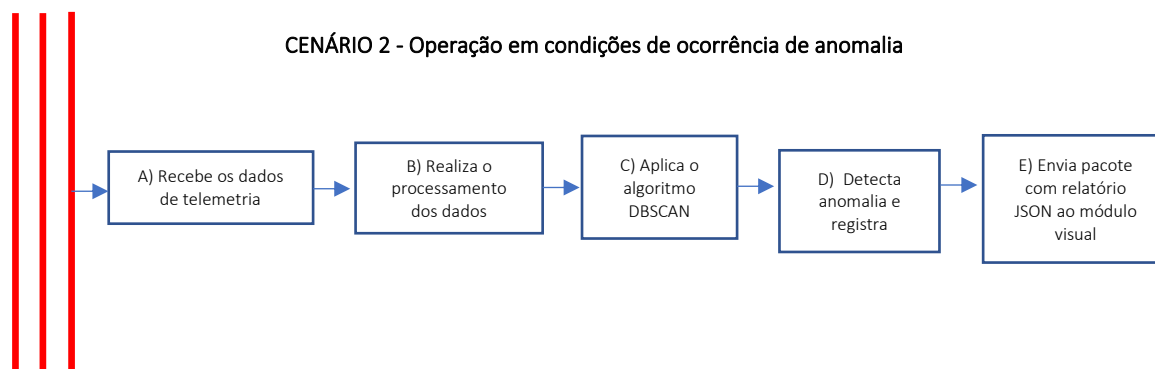 CENÁRIO 2 - Operação em condições de ocorrência de anomalia
A) Recebe os dados
de telemetria
B) Realiza o
processamento
dos dados
C) Aplica o
algoritmo
DBSCAN
D) Detecta
anomalia e
registra
E) Envia pacote
com relatório
JSON ao módulo
visual